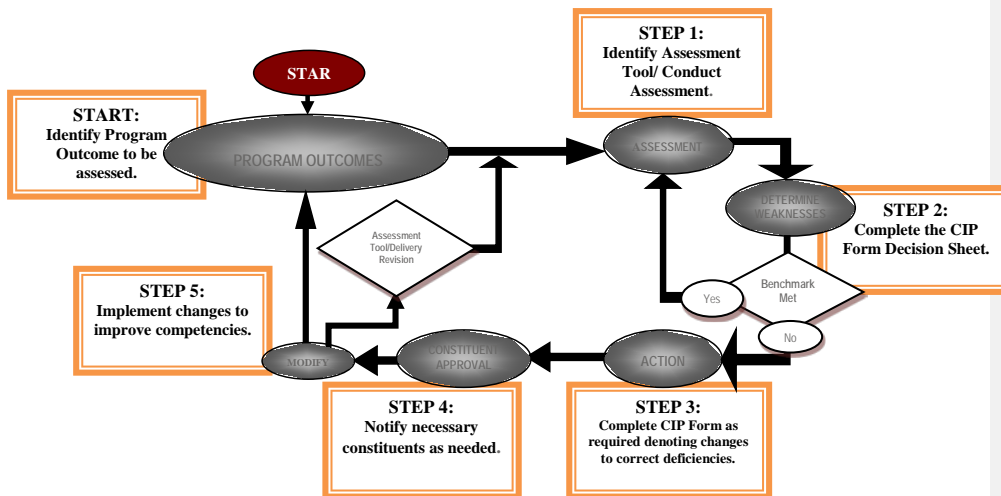 STAR
START:
Identify Program
Outcome to be
assessed.
PROGRAM OUTCOMES
STEP 1:
Identify Assessment
Tool/ Conduct
Assessment.
ASSESSMENT
DETERMINE
WEAKNESSES
STEP 2:
Complete the CIP
Form Decision Sheet.
Benchmark
Met
Yes
No
Assessment
Tool/Delivery
Revision
STEP 5:
Implement changes to
improve competencies.
MODIFY
CONSTITUENT
APPROVAL
ACTION
STEP 4:
Notify necessary
constituents as needed.
STEP 3:
Complete CIP Form as
required denoting changes
to correct deficiencies.